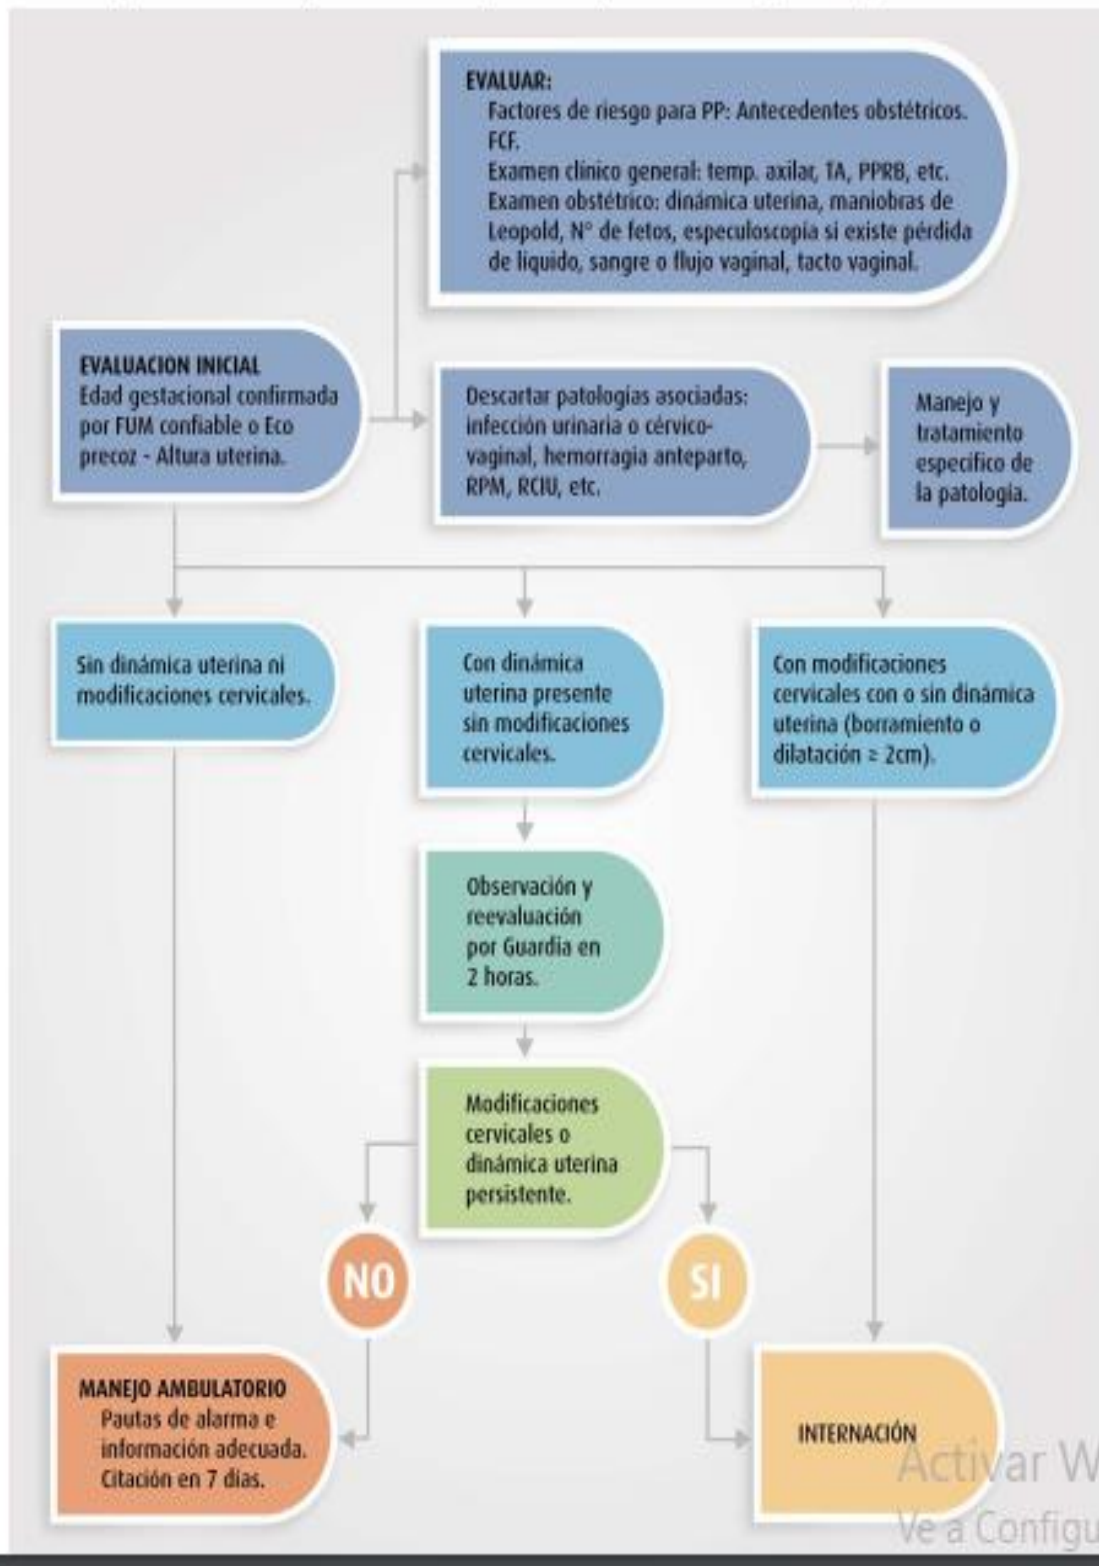 EVALUAR:
Factores de riesgo para PP: Antecedentes obstétricos.
FCF.
Examen clínico general: temp. axilar, TA, PPRB, etc.
Examen obstétrico: dinámica uterina, maniobras de
Leopold, N° de fetos, especuloscopía si existe pérdida
de líquido, sangre o flujo vaginal, tacto vaginal.
EVALUACION INICIAL
Edad gestacional confirmada
por FUM confiable o Eco
precoz - Altura uterina.
Descartar patologías asociadas:
infección urinaria o cérvico-
vaginal, hemorragia anteparto,
RPM, RCIU, etc.
Manejo y
tratamiento
específico de
la patología.
Sin dinámica uterina ni
modificaciones cervicales.
Con dinámica
uterina presente
sin modificaciones
cervicales.
Con modificaciones
cervicales con o sin dinámica
uterina (borramiento o
dilatación ≥ 2cm).
Observación y
reevaluación
por Guardia en
2 horas.
Modificaciones
cervicales o
dinámica uterina
persistente.
NO
SI
MANEJO AMBULATORIO
Pautas de alarma e
información adecuada.
Citación en 7 días.
INTERNACIÓN
Activar W
Ve a Configu